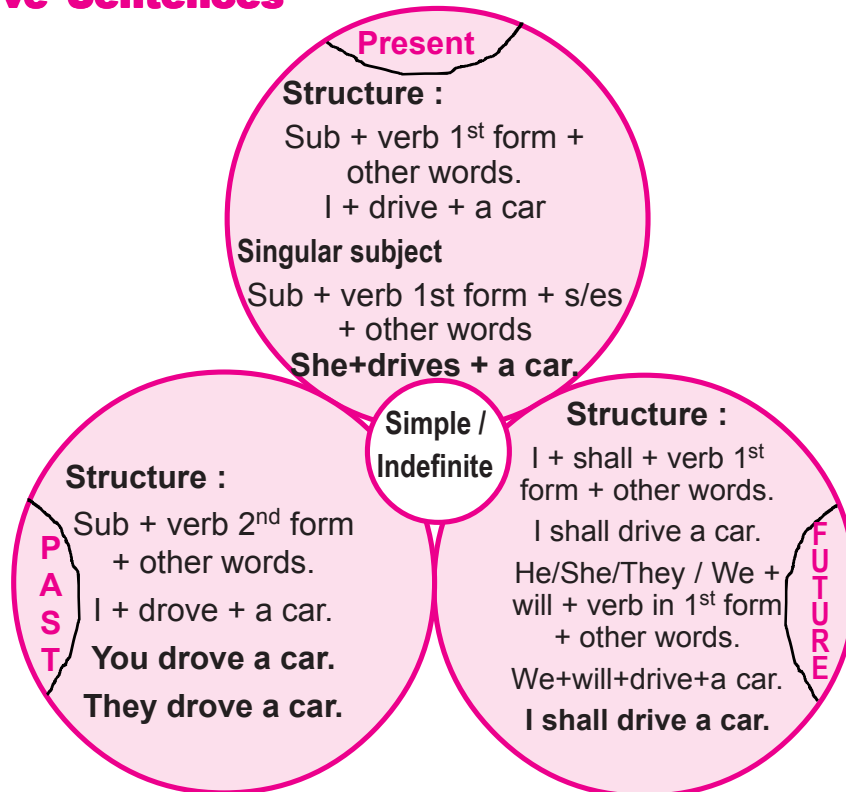 Sentences
Present
Structure :
Sub + verb 1st form +
other words.
I + drive + a car
Singular subject
Sub + verb 1st form + s/es
+ other words
She+drives + a car.
Simple /
Indefinite
PAST
Structure :
Sub + verb 2nd form
+ other words.
I + drove + a car.
You drove a car.
They drove a car.
FUTURE
Structure :
I + shall + verb 1st
form + other words.
I shall drive a car.
He/She/They / We +
will + verb in 1st form
+ other words.
We+will+drive+a car.
I shall drive a car.